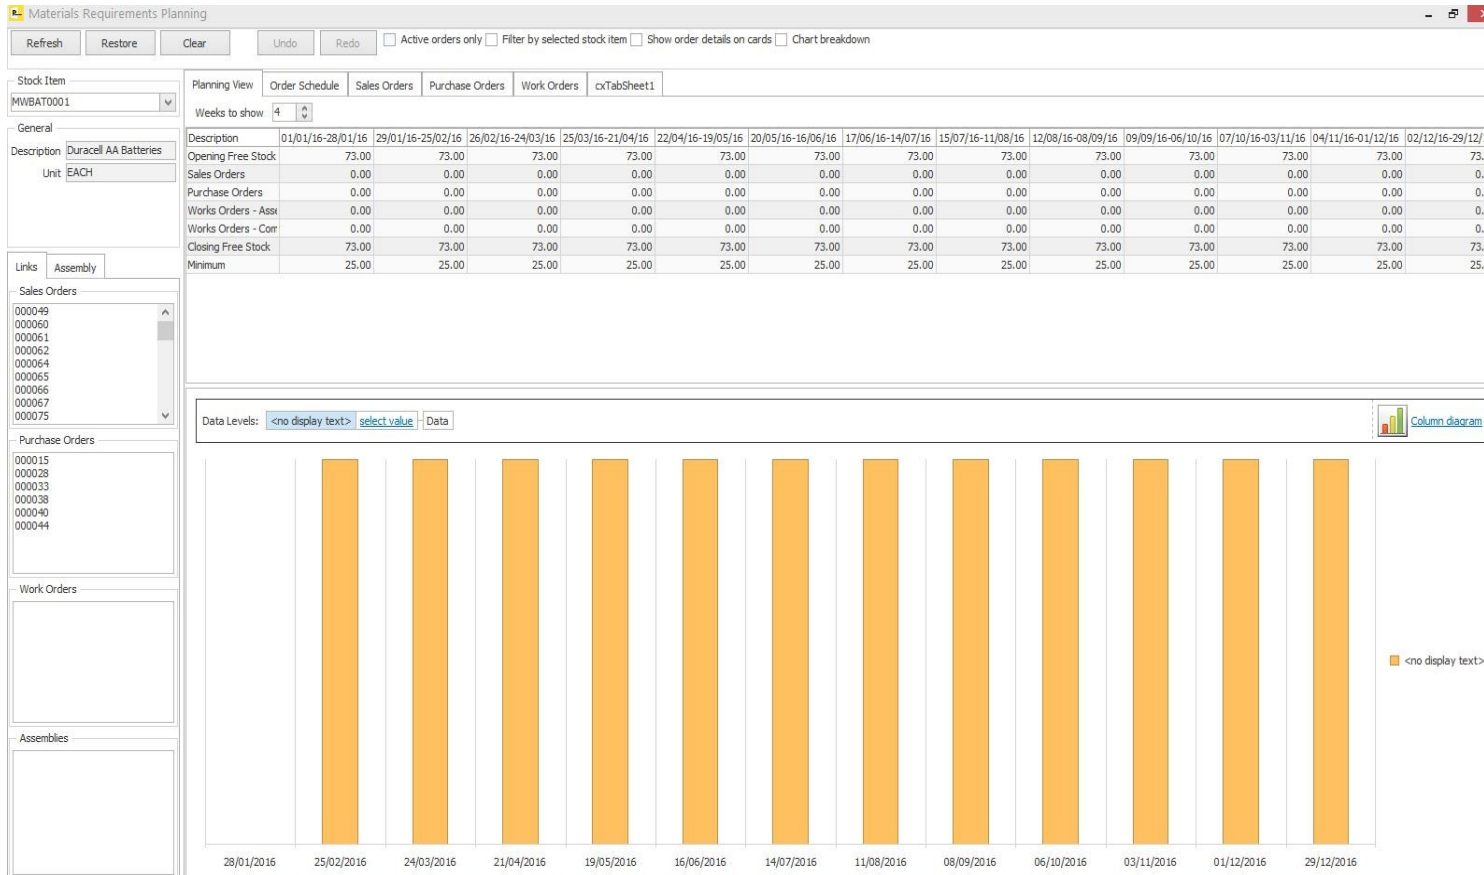 Materials Requirements Planning
Refresh Restore Clear Undo Redo Active orders only Filter by selected stock item Show order details on cards Chart breakdown
Stock Item
MWBAT0001
General
Description Duracell AA Batteries
Unit EACH
Links Assembly
Sales Orders
000049
000060
000061
000062
000064
000065
000066
000067
000075
Purchase Orders
000015
000028
000033
000038
000040
000044
Work Orders
Assemblies
Planning View Order Schedule Sales Orders Purchase Orders Work Orders cxTabSheet1
Weeks to show 4
Description 01/01/16-28/01/16 29/01/16-25/02/16 26/02/16-24/03/16 25/03/16-21/04/16 22/04/16-19/05/16 20/05/16-16/06/16 17/06/16-14/07/16 15/07/16-11/08/16 12/08/16-08/09/16 09/09/16-06/10/16 07/10/16-03/11/16 04/11/16-01/12/16 02/12/16-29/12/
Opening Free Stock 73.00 73.00 73.00 73.00 73.00 73.00 73.00 73.00 73.00 73.00 73.00 73.00 73.
Sales Orders 0.00 0.00 0.00 0.00 0.00 0.00 0.00 0.00 0.00 0.00 0.00 0.00 0.
Purchase Orders 0.00 0.00 0.00 0.00 0.00 0.00 0.00 0.00 0.00 0.00 0.00 0.00 0.
Works Orders - Asse 0.00 0.00 0.00 0.00 0.00 0.00 0.00 0.00 0.00 0.00 0.00 0.00 0.
Works Orders - Com 0.00 0.00 0.00 0.00 0.00 0.00 0.00 0.00 0.00 0.00 0.00 0.00 0.
Closing Free Stock 73.00 73.00 73.00 73.00 73.00 73.00 73.00 73.00 73.00 73.00 73.00 73.00 73.
Minimum 25.00 25.00 25.00 25.00 25.00 25.00 25.00 25.00 25.00 25.00 25.00 25.00 25.
Data Levels: <no display text> select value Data Column diagram
<no display text>
28/01/2016 25/02/2016 24/03/2016 21/04/2016 19/05/2016 16/06/2016 14/07/2016 11/08/2016 08/09/2016 06/10/2016 03/11/2016 01/12/2016 29/12/2016